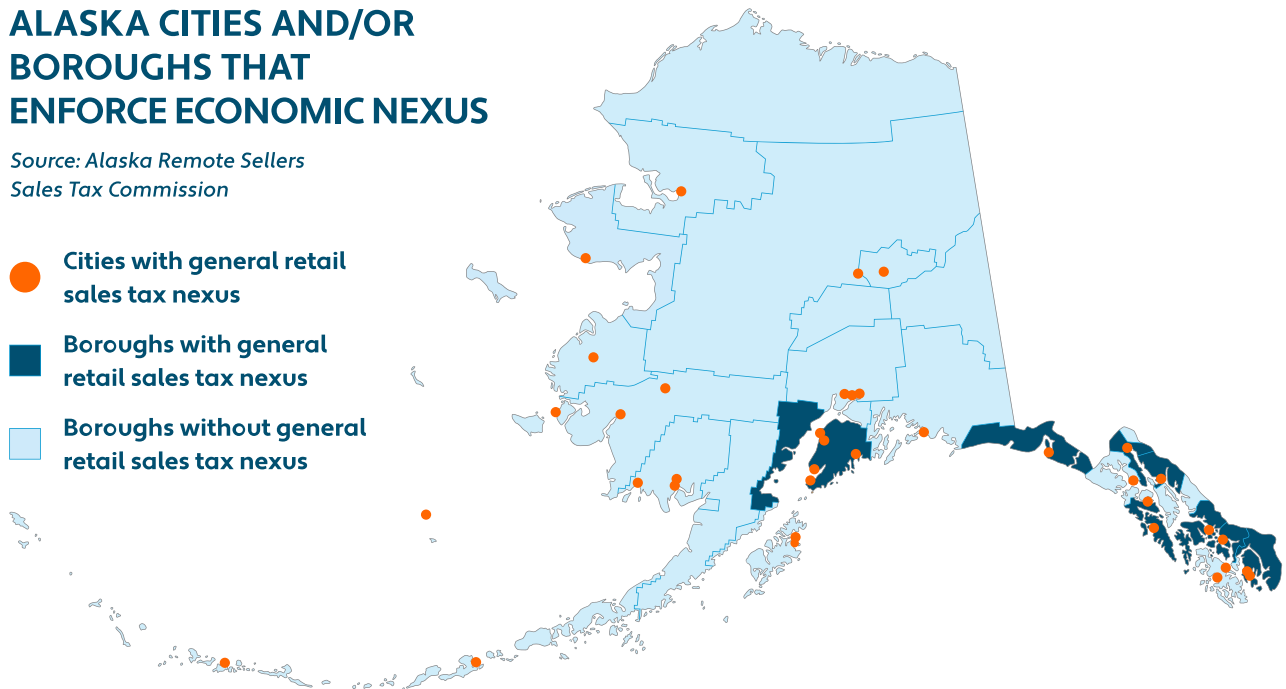 ALASKA CITIES AND/OR
BOROUGHS THAT
ENFORCE ECONOMIC NEXUS
Source: Alaska Remote Sellers
Sales Tax Commission
Cities with general retail
sales tax nexus
Boroughs with general
retail sales tax nexus
Boroughs without general
retail sales tax nexus